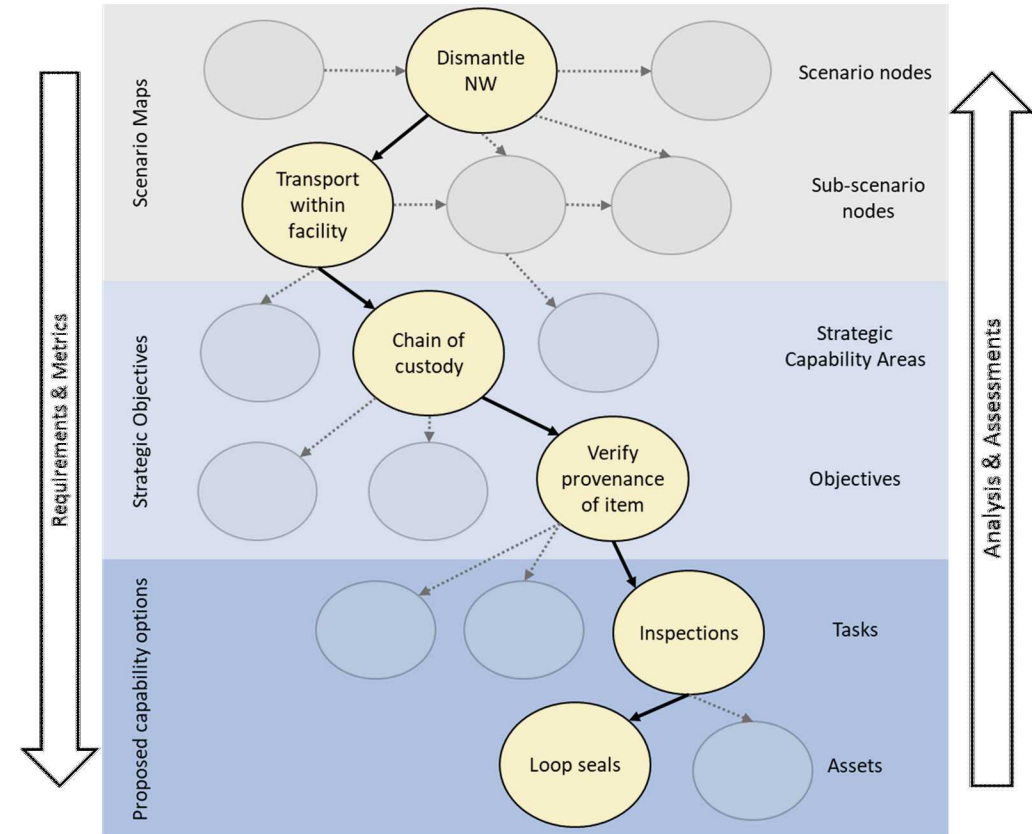 Dismantle
NW
Scenario nodes
Scenario Maps
Transport
within
facility
Sub-scenario
nodes
Requirements & Metrics
Analysis & Assessments
Strategic Objectives
Chain of
custody
Strategic
Capability Areas
Verify
provenance
of item
Objectives
Proposed capability options
Inspections
Tasks
Loop seals
Assets